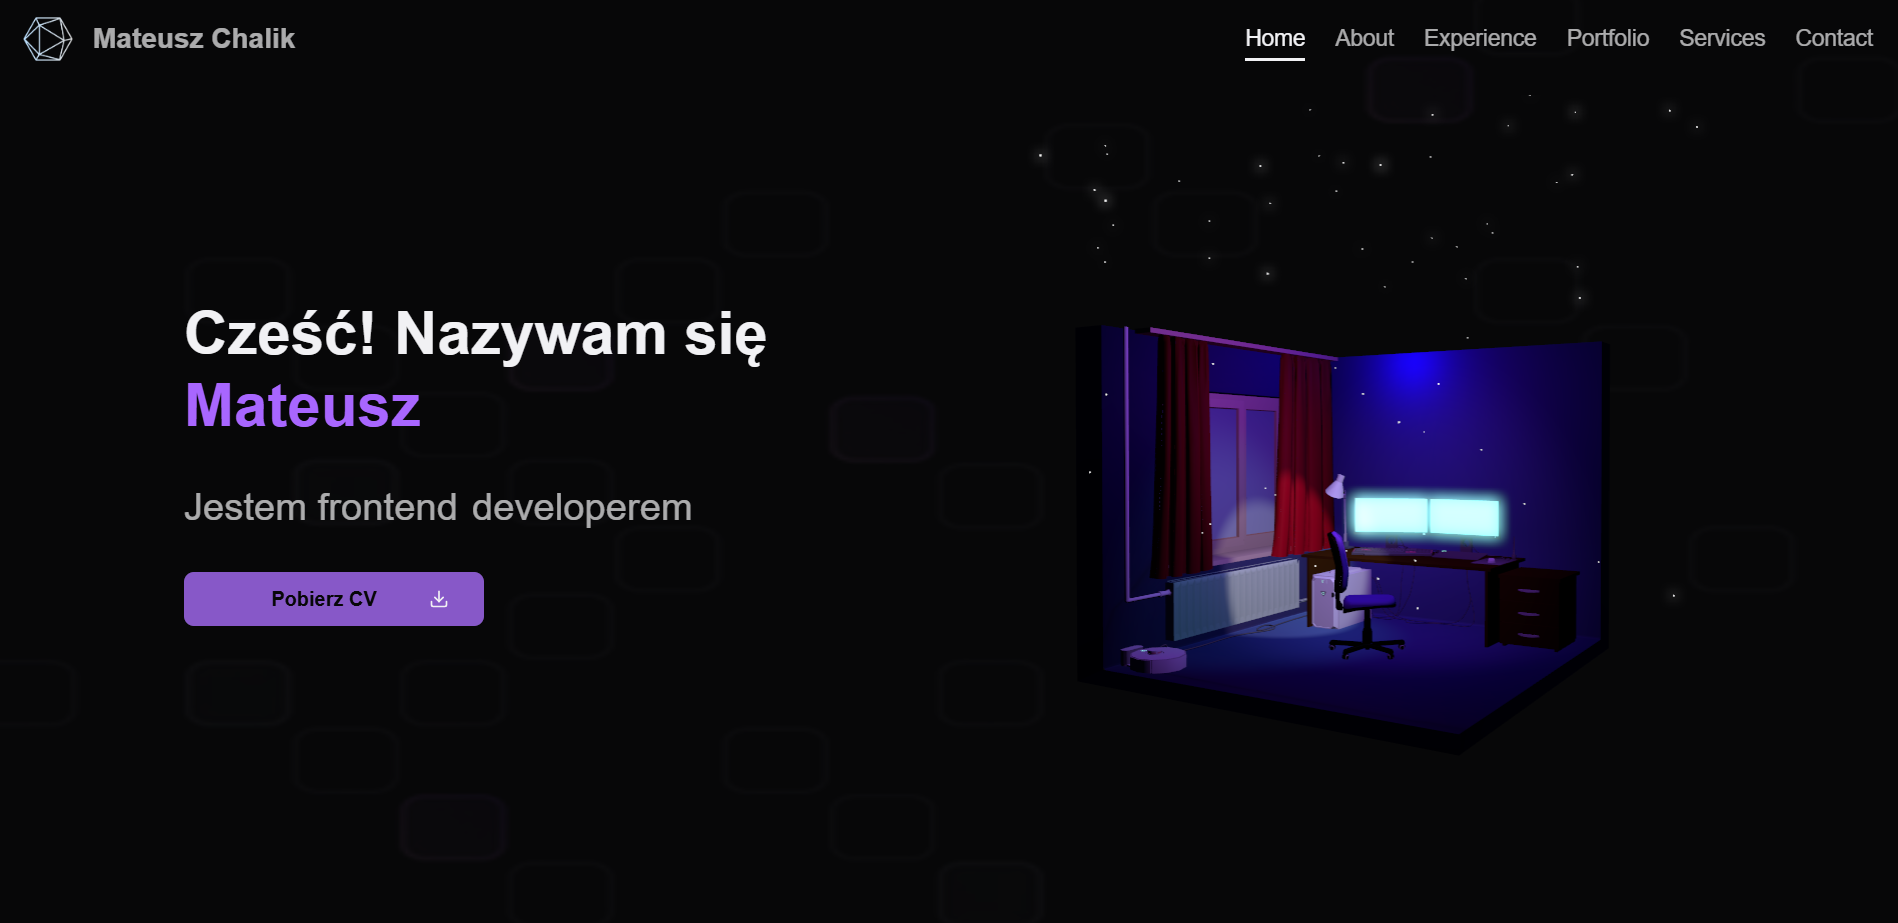 Mateusz Chalik
Home About Experience Portfolio Services Contact
Cześć! Nazywam się
Mateusz
Jestem frontend developerem
Pobierz CV